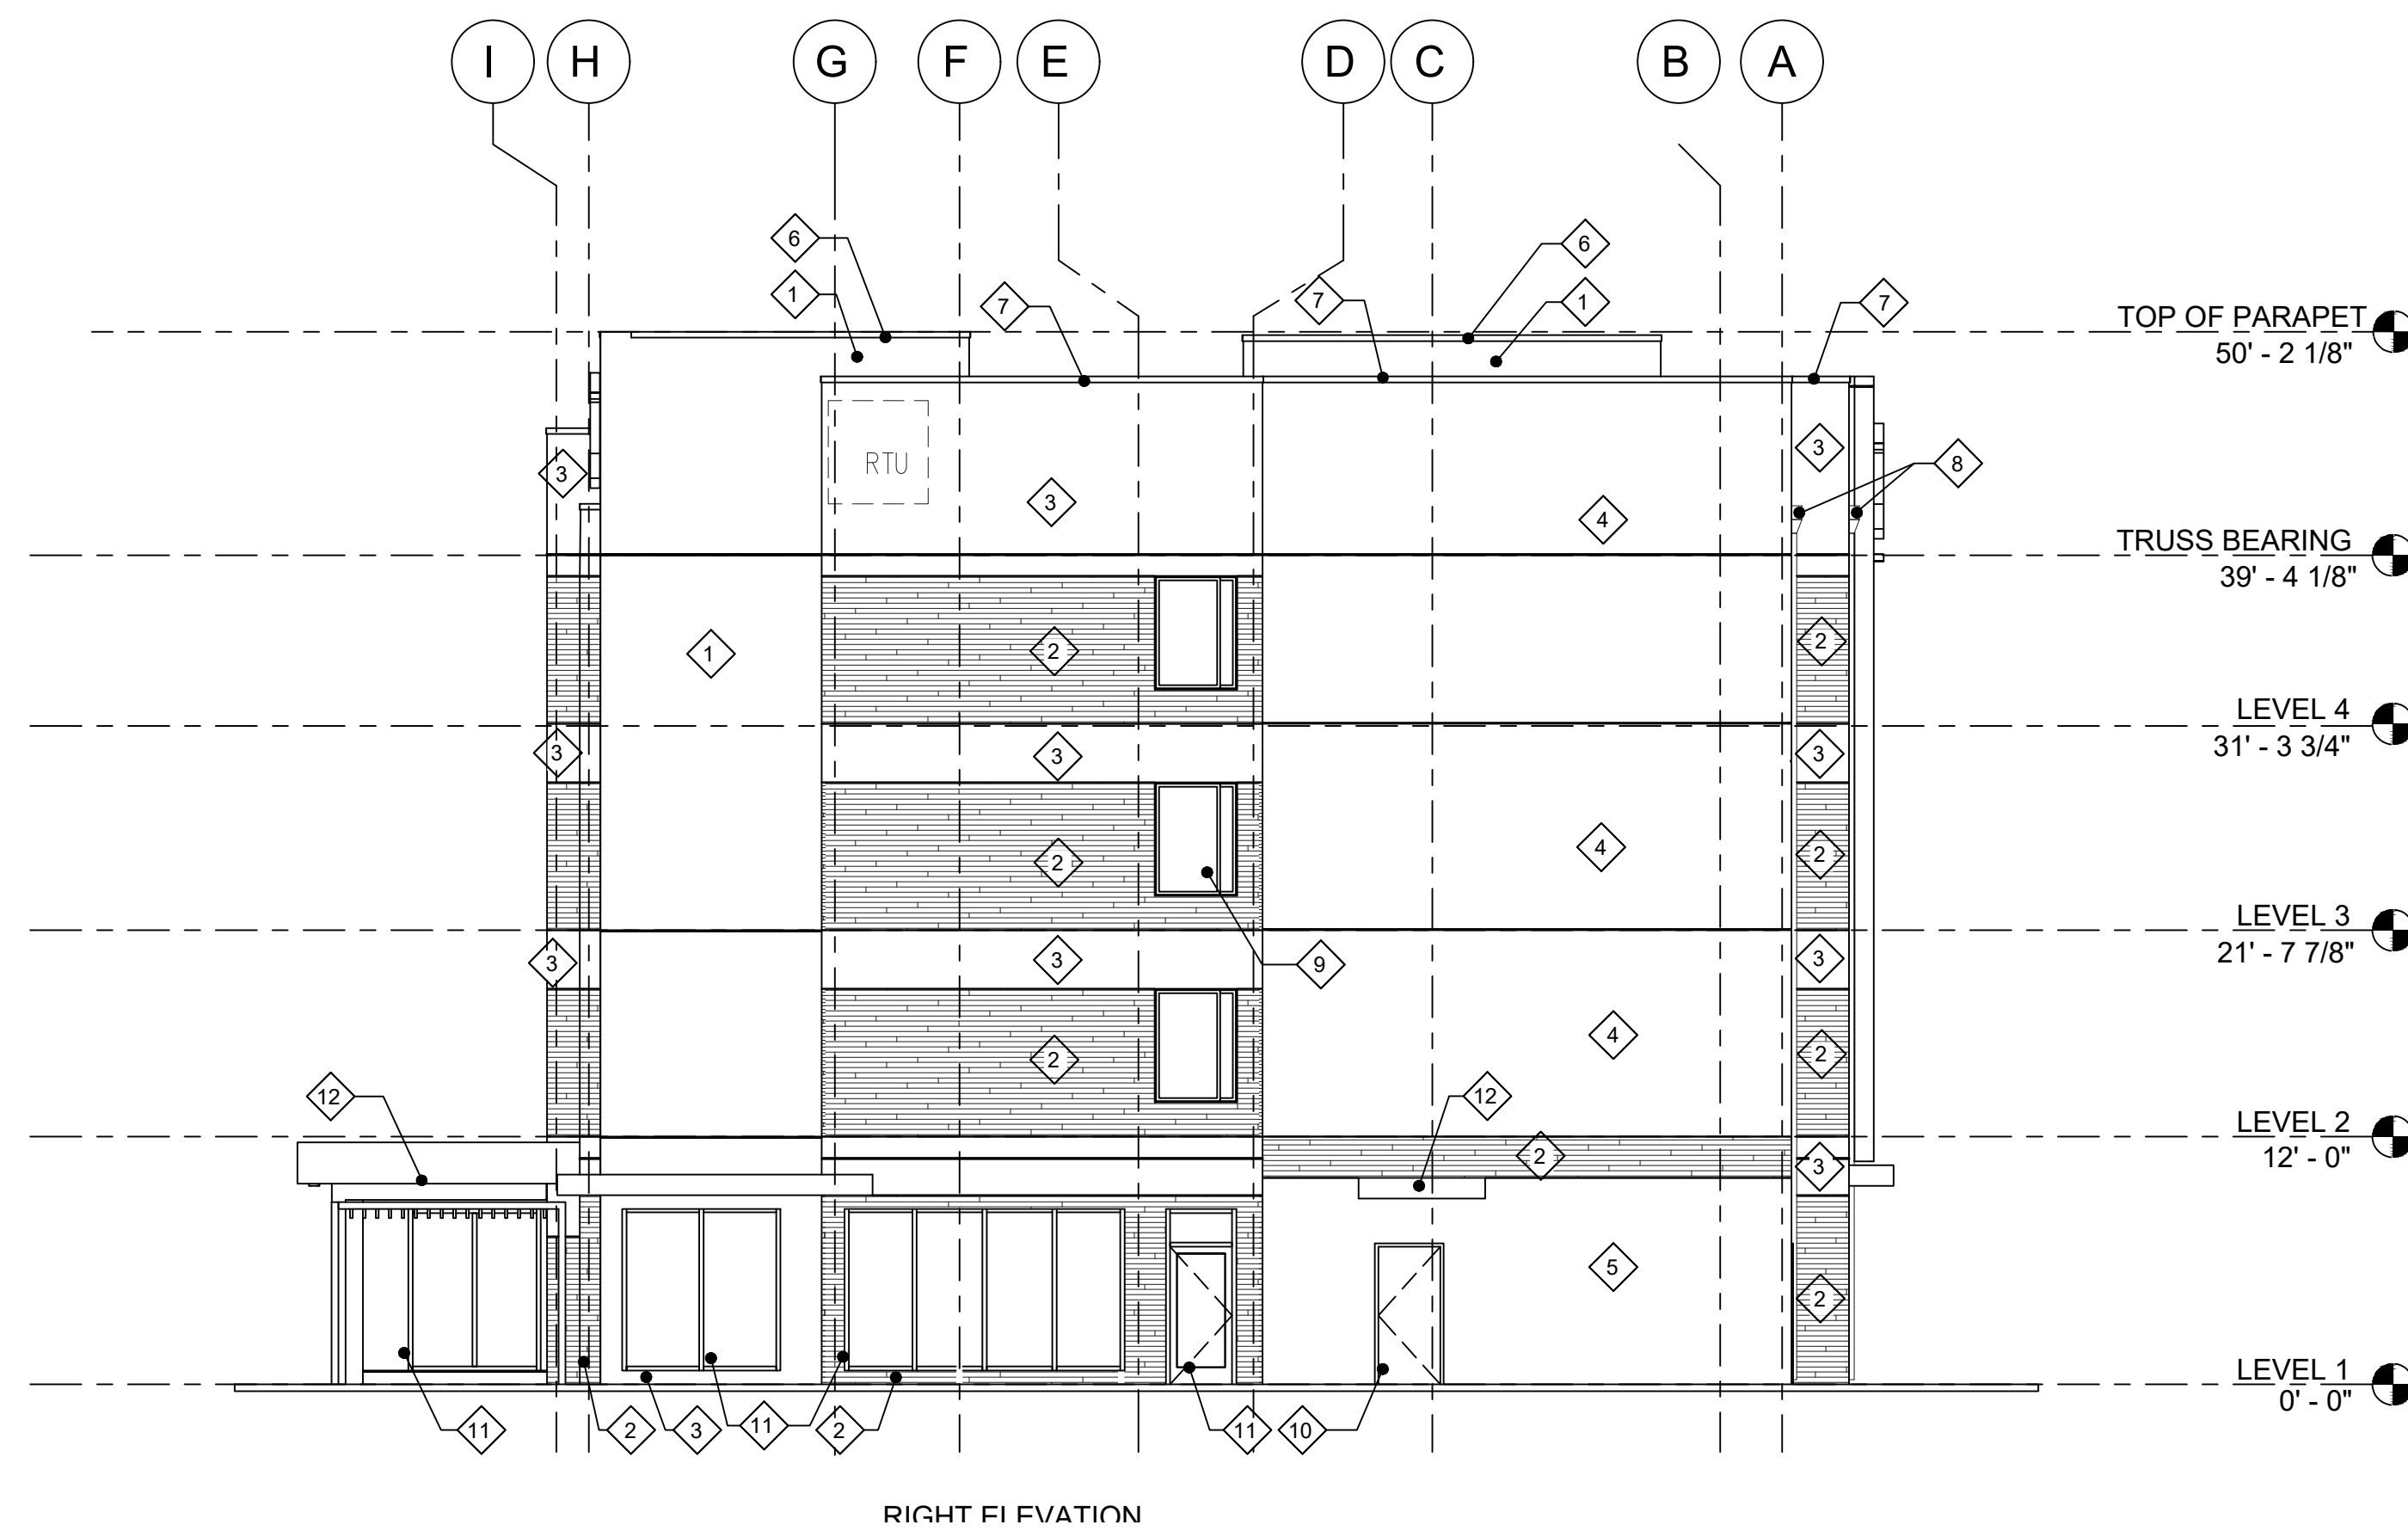 I H G F E D C B A
6 6
1 7 7 1 7
TOP OF PARAPET
50' - 2 1/8"
3 RTU 3 4 3 8
TRUSS BEARING
39' - 4 1/8"
1 2 2
LEVEL 4
31' - 3 3/4"
3 3 3
2 4 2
LEVEL 3
21' - 7 7/8"
3 3 9 3
2 4 2
12 12
LEVEL 2
12' - 0"
2 3
5 2
LEVEL 1
0' - 0"
11 2 3 11 2 11 10
RIGHT ELEVATION